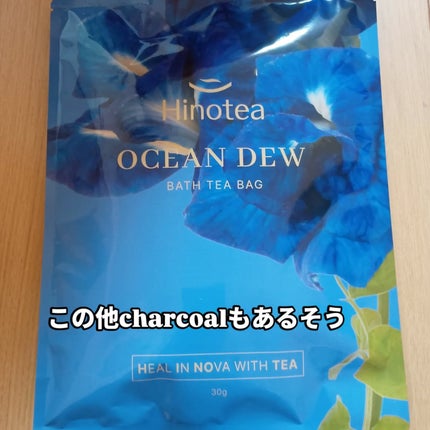 Hinotea
OCEAN DEW
BATH TEA BAG
この他charcoalもあるそう
HEAL IN NOVA WITH TEA
30g